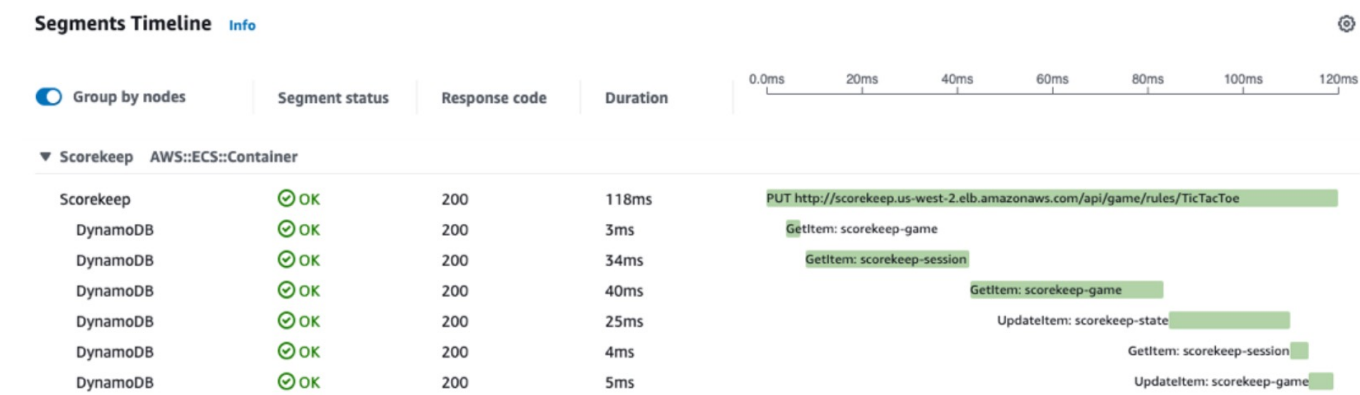 Segments Timeline Info
0.0ms 20ms 40ms 60ms 80ms 100ms 120ms
Group by nodes Segment status Response code Duration
Scorekeep AWS::ECS::Container
Scorekeep OK 200 118ms PUT http://scorekeep.us-west-2.elb.amazonaws.com/api/game/rules/TicTacToe
DynamoDB OK 200 3ms GetItem: scorekeep-game
DynamoDB OK 200 34ms GetItem: scorekeep-session
DynamoDB OK 200 40ms GetItem: scorekeep-game
DynamoDB OK 200 25ms UpdateItem: scorekeep-state
DynamoDB OK 200 4ms GetItem: scorekeep-session
DynamoDB OK 200 5ms UpdateItem: scorekeep-game